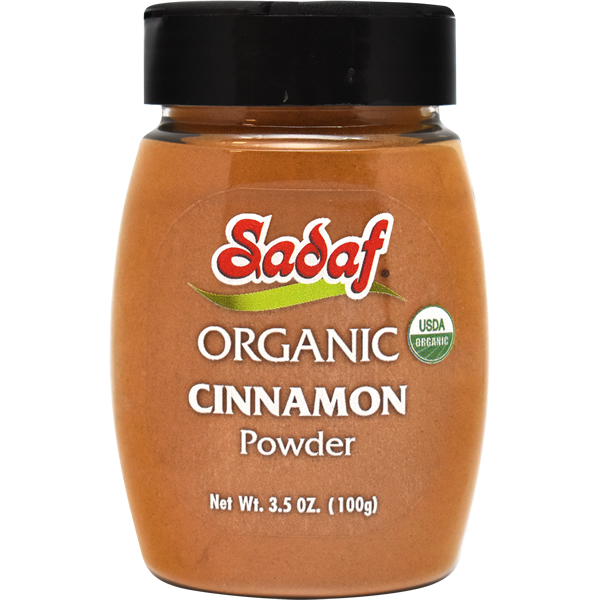 Sadaf
ORGANIC
USDA
ORGANIC
CINNAMON
Powder
Net Wt. 3.5 OZ. (100g)